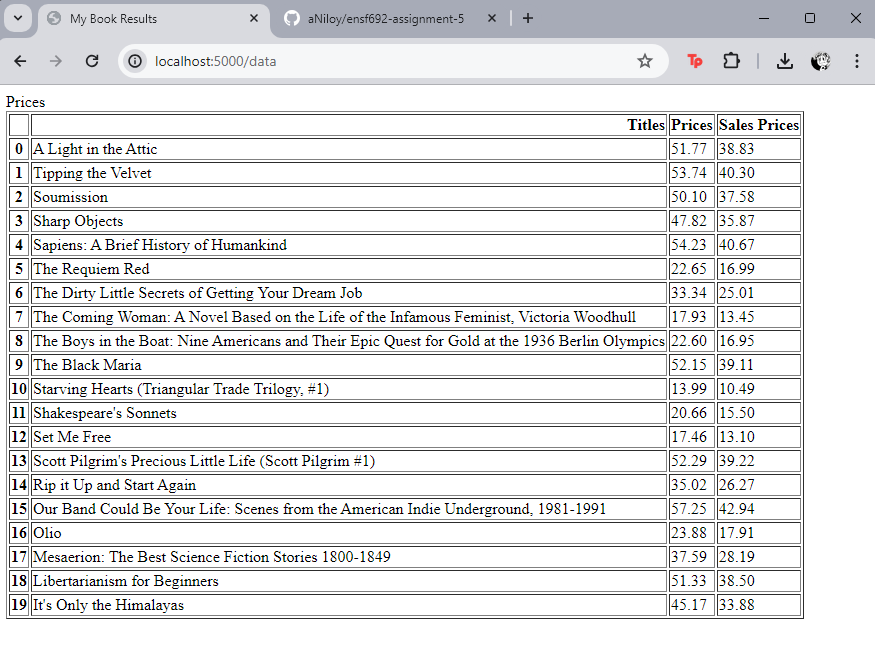 My Book Results
aNiloy/ensf692-assignment-5
localhost:5000/data
Tp
Prices
Titles Prices Sales Prices
0 A Light in the Attic 51.77 38.83
1 Tipping the Velvet 53.74 40.30
2 Soumission 50.10 37.58
3 Sharp Objects 47.82 35.87
4 Sapiens: A Brief History of Humankind 54.23 40.67
5 The Requiem Red 22.65 16.99
6 The Dirty Little Secrets of Getting Your Dream Job 33.34 25.01
7 The Coming Woman: A Novel Based on the Life of the Infamous Feminist, Victoria Woodhull 17.93 13.45
8 The Boys in the Boat: Nine Americans and Their Epic Quest for Gold at the 1936 Berlin Olympics 22.60 16.95
9 The Black Maria 52.15 39.11
10 Starving Hearts (Triangular Trade Trilogy, #1) 13.99 10.49
11 Shakespeare's Sonnets 20.66 15.50
12 Set Me Free 17.46 13.10
13 Scott Pilgrim's Precious Little Life (Scott Pilgrim #1) 52.29 39.22
14 Rip it Up and Start Again 35.02 26.27
15 Our Band Could Be Your Life: Scenes from the American Indie Underground, 1981-1991 57.25 42.94
16 Olio 23.88 17.91
17 Mesaerion: The Best Science Fiction Stories 1800-1849 37.59 28.19
18 Libertarianism for Beginners 51.33 38.50
19 It's Only the Himalayas 45.17 33.88